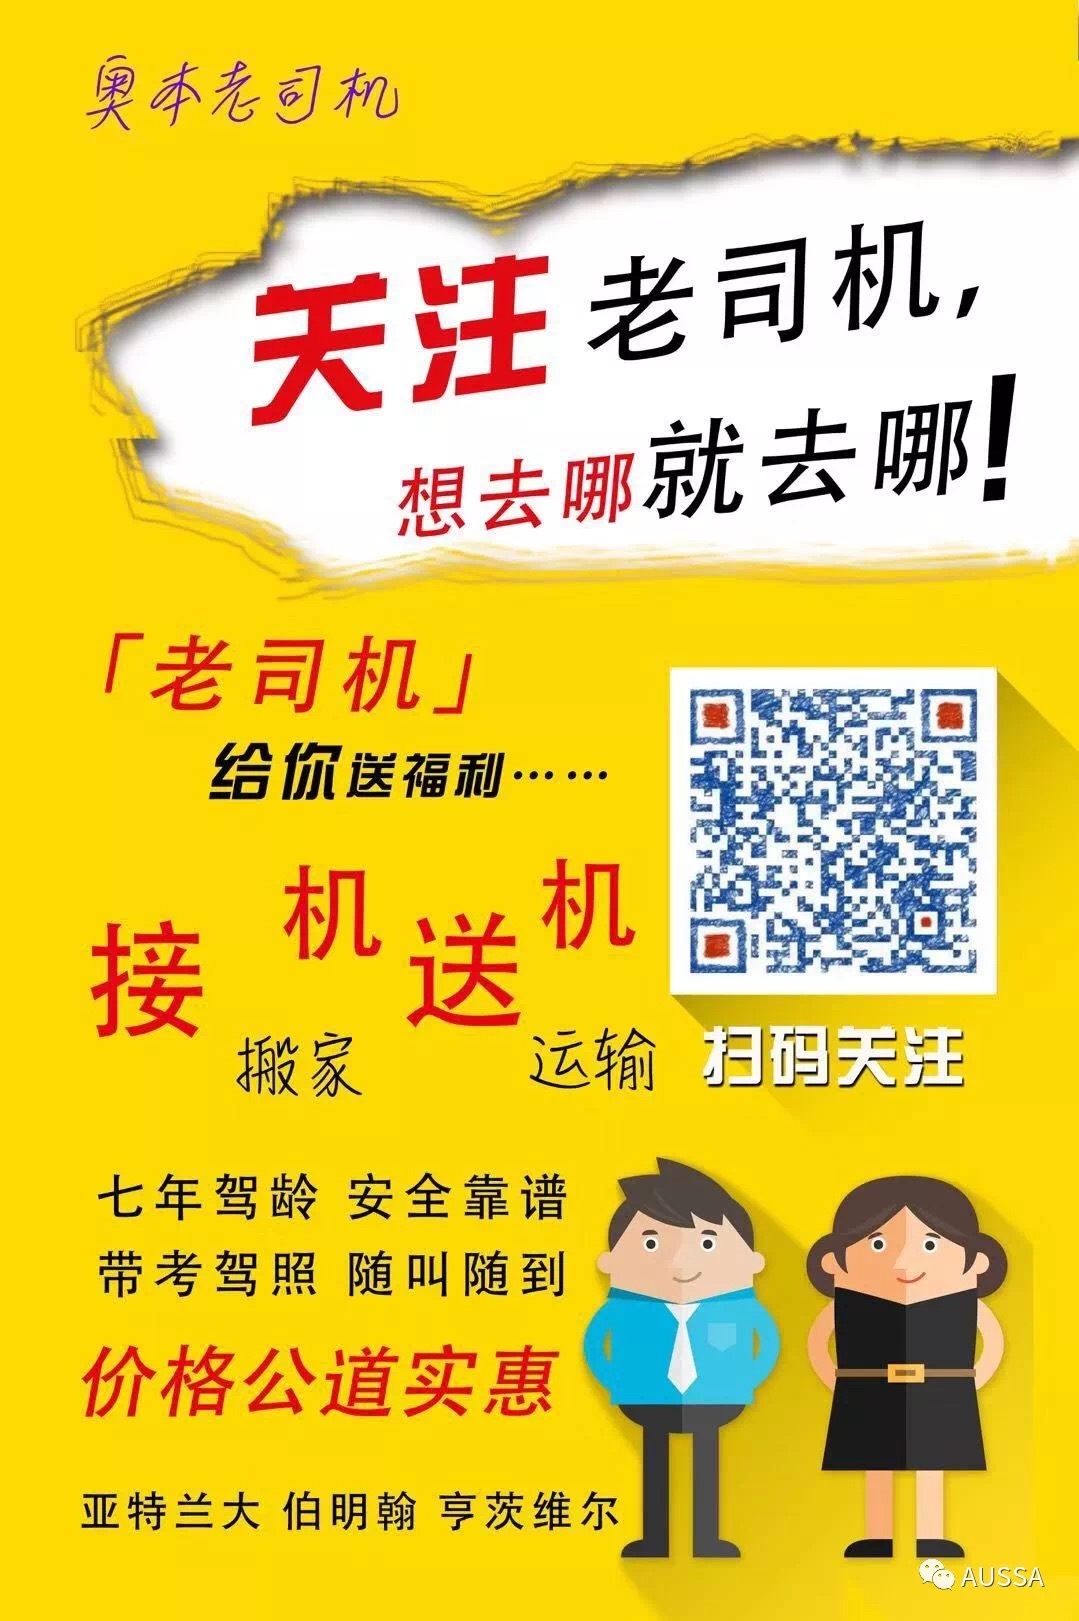 奥本老司机
关注老司机,
想去哪就去哪!
「老司机」
给你送福利······
接机送机
搬家 运输
扫码关注
七年驾龄 安全靠谱
带考驾照 随叫随到
价格公道实惠
亚特兰大 伯明翰 亨茨维尔
AUSSA